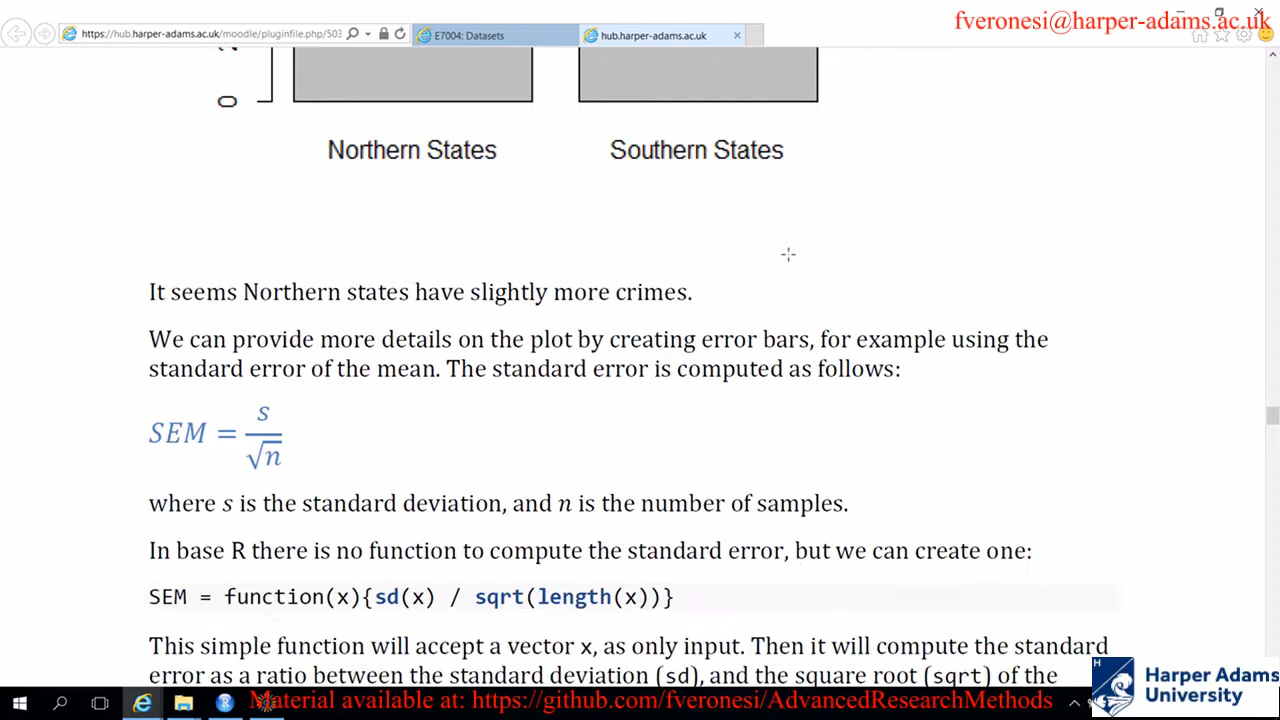 fveronesi@harper-adams.ac.uk
https://hub.harper-adams.ac.uk/moodle/pluginfile.php/503
E7004: Datasets
hub.harper-adams.ac.uk
0
Northern States
Southern States
It seems Northern states have slightly more crimes.
We can provide more details on the plot by creating error bars, for example using the
standard error of the mean. The standard error is computed as follows:
SEM = s/√n
where s is the standard deviation, and n is the number of samples.
In base R there is no function to compute the standard error, but we can create one:
SEM = function(x){sd(x) / sqrt(length(x))}
This simple function will accept a vector x, as only input. Then it will compute the standard
error as a ratio between the standard deviation (sd), and the square root (sqrt) of the
Material available at: https://github.com/fveronesi/AdvancedResearchMethods
Harper Adams
University